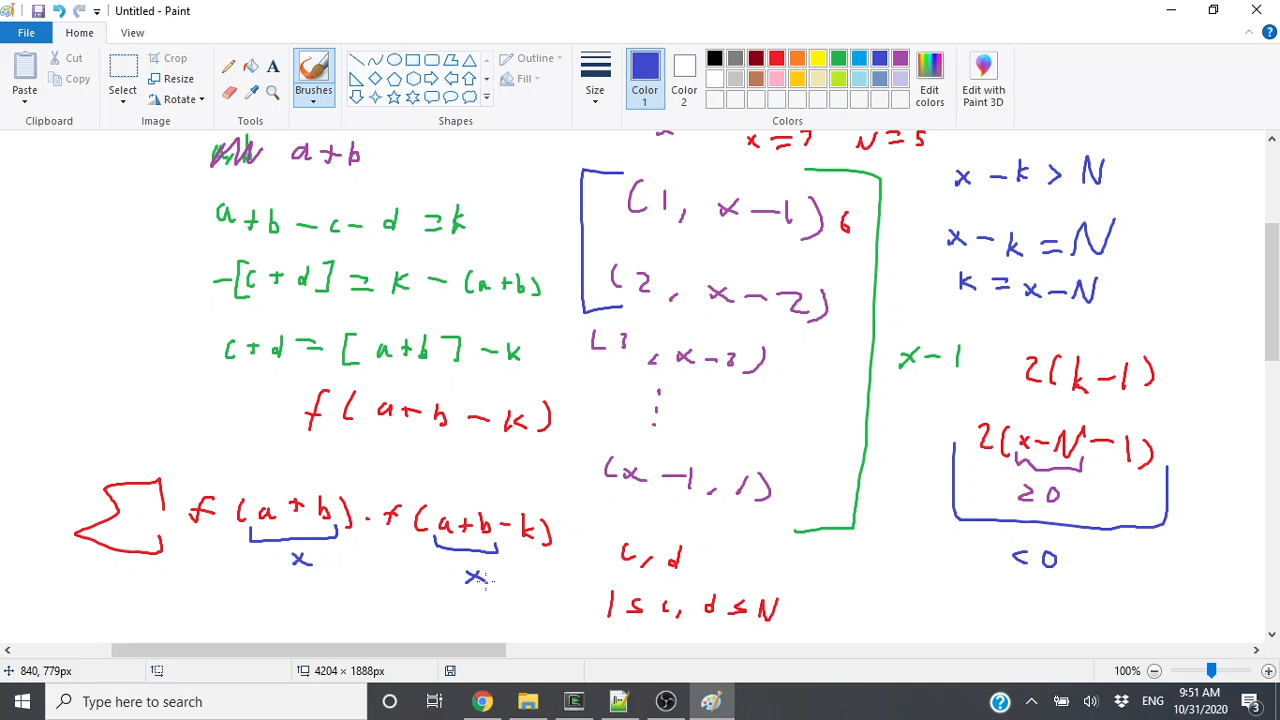 Untitled - Paint
File Home View
Cut
Copy
Paste
Clipboard
Crop
Resize
Rotate
Select
Image
Tools
Brushes
Outline
Fill
Shapes
Size
Color 1
Color 2
Edit colors
Edit with Paint 3D
Colors
a+b
a+b-c-d=k
-[c+d]=k-(a+b)
c+d=[a+b]-k
f(a+b-k)
f(a+b).f(a+b-k)
x
x
x=7 N=5
(1, x-1) 6
(2, x-2)
(3, x-3)
⋮
(x-1, 1)
c, d
1≤c, d≤N
x-1
x-k>N
x-k=N
k=x-N
2(k-1)
2(x-N-1)
≥0
<0
840, 779px
4204 × 1888px
100%
Type here to search
ENG
9:51 AM
10/31/2020
3